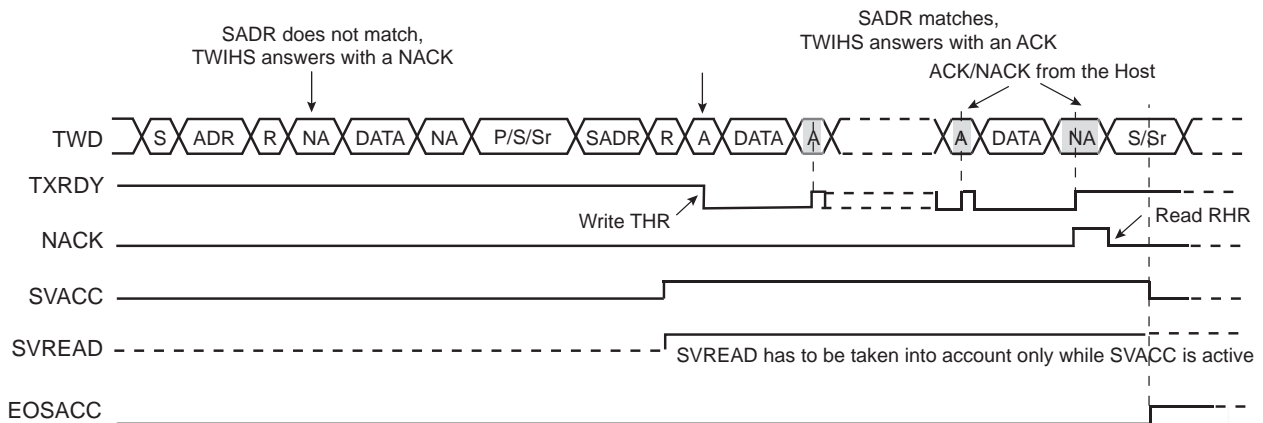 SADR does not match,
TWIHS answers with a NACK
SADR matches,
TWIHS answers with an ACK
ACK/NACK from the Host
TWD S ADR R NA DATA NA P/S/Sr SADR R A DATA A A DATA NA S/Sr
TXRDY
Write THR
Read RHR
NACK
SVACC
SVREAD
SVREAD has to be taken into account only while SVACC is active
EOSACC